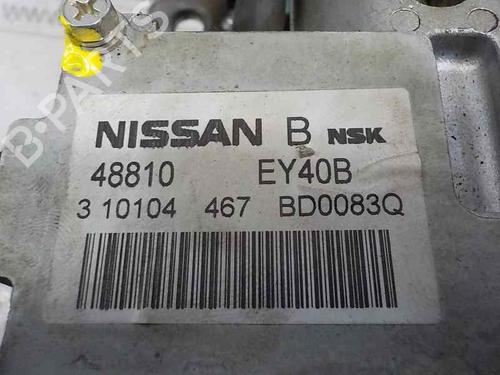 B-PARTS
NISSAN B NSK
48810 EY40B
3 10104 467 BD0083Q